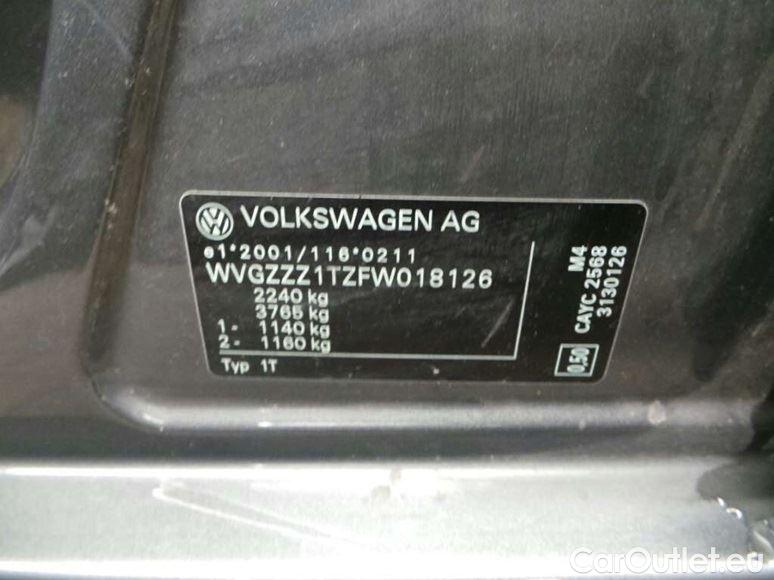 VOLKSWAGEN AG
e1*2001/116*0211
WVGZZZ1TZFW018126
2240 kg
3765 kg
1- 1140 kg
2- 1160 kg
Typ 1T
M4
CAYC 2568
3130126
0,50
CarOutlet.eu